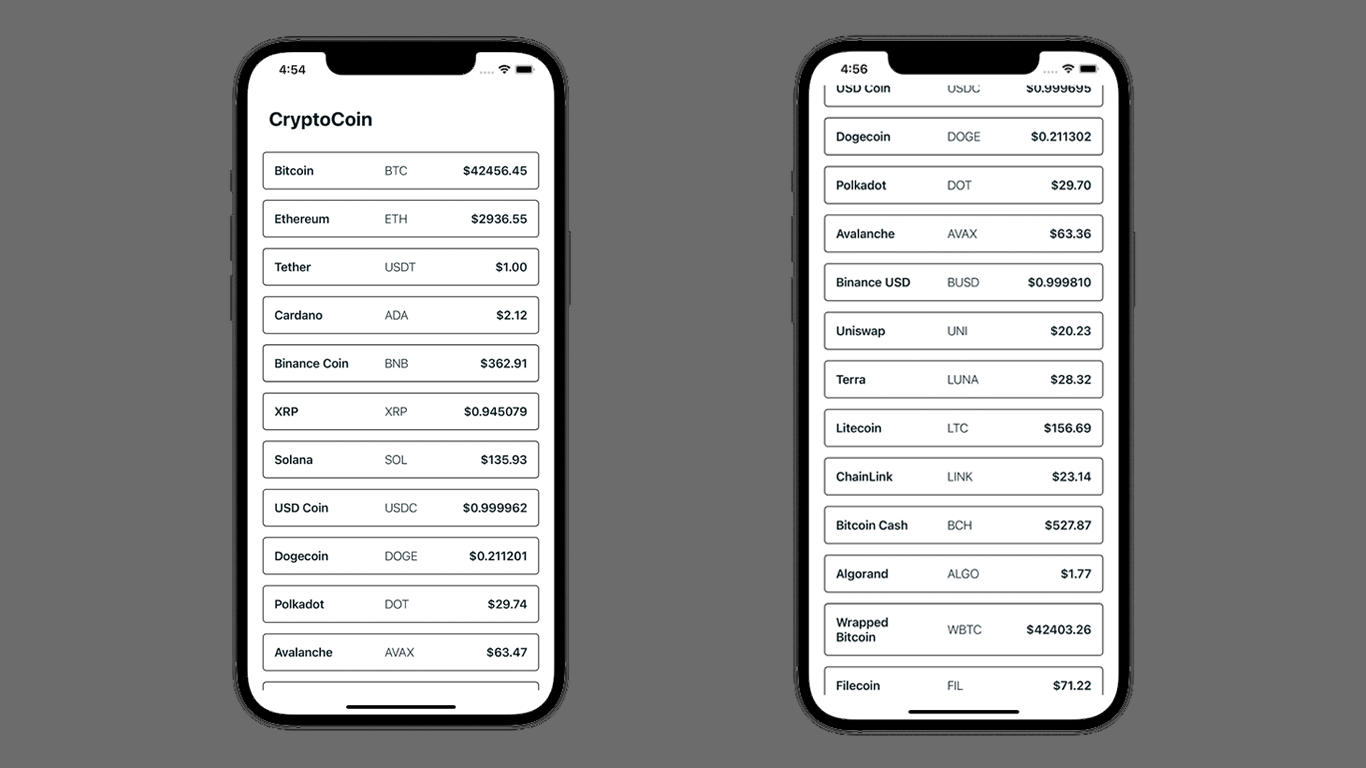 4:54
CryptoCoin
Bitcoin BTC $42456.45
Ethereum ETH $2936.55
Tether USDT $1.00
Cardano ADA $2.12
Binance Coin BNB $362.91
XRP XRP $0.945079
Solana SOL $135.93
USD Coin USDC $0.999962
Dogecoin DOGE $0.211201
Polkadot DOT $29.74
Avalanche AVAX $63.47
4:56
USD Coin USDC $0.999695
Dogecoin DOGE $0.211302
Polkadot DOT $29.70
Avalanche AVAX $63.36
Binance USD BUSD $0.999810
Uniswap UNI $20.23
Terra LUNA $28.32
Litecoin LTC $156.69
ChainLink LINK $23.14
Bitcoin Cash BCH $527.87
Algorand ALGO $1.77
Wrapped
Bitcoin WBTC $42403.26
Filecoin FIL $71.22